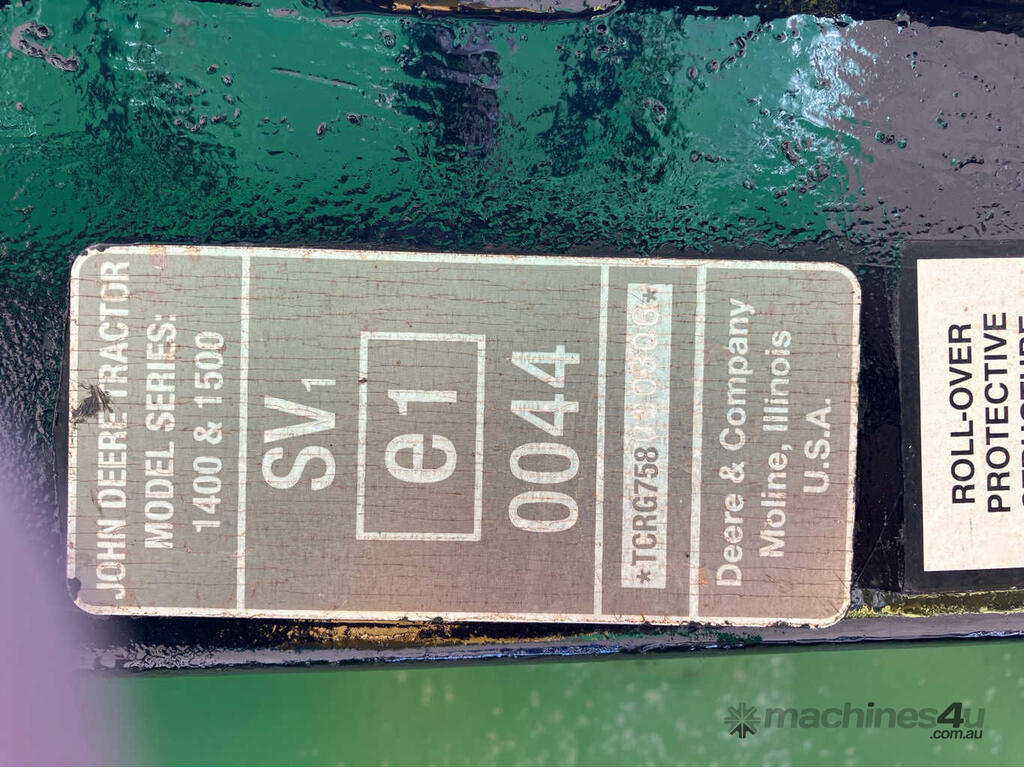 JOHN DEERE TRACTOR
MODEL SERIES:
1400 & 1500
SV1
e1
0044
Deere & Company
Moline, Illinois
U.S.A.
ROLL-OVER
PROTECTIVE
STRUCTURE
machines4u
.com.au